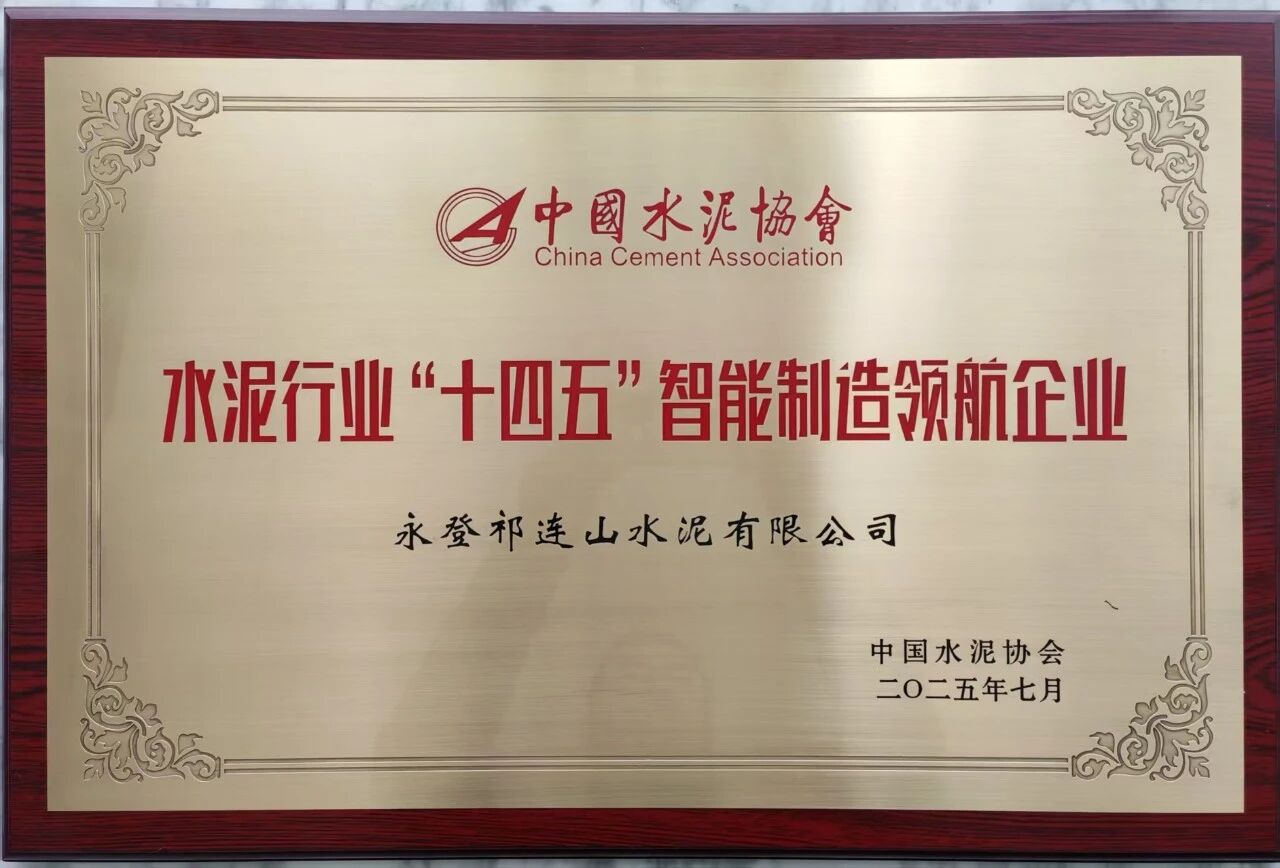 中國水泥協會
China Cement Association
水泥行业“十四五”智能制造领航企业
永登祁连山水泥有限公司
中国水泥协会
二〇二五年七月